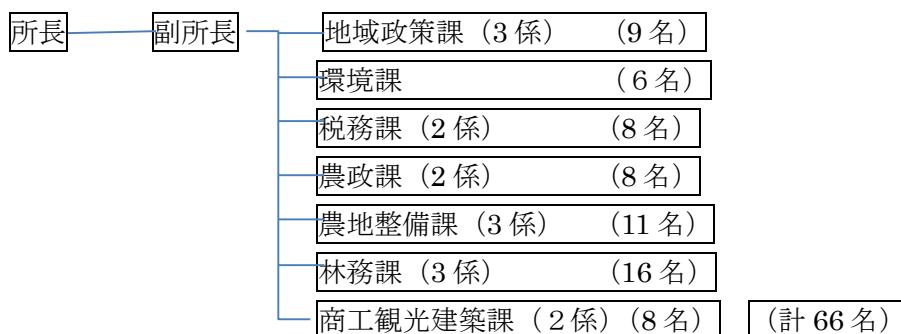 所長 副所長 地域政策課（3係） （9名）
環境課 （6名）
税務課（2係） （8名）
農政課（2係） （8名）
農地整備課（3係） （11名）
林務課（3係） （16名）
商工観光建築課（２係）（8名） （計66名）